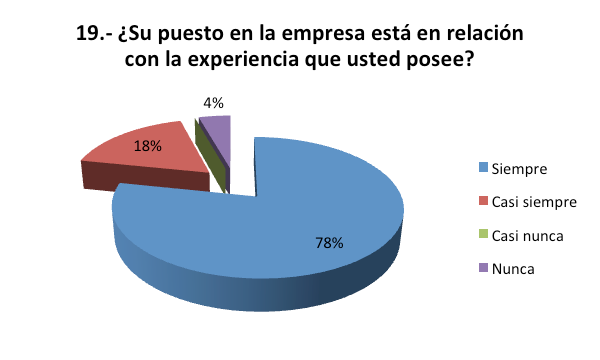 19.- ¿Su puesto en la empresa está en relación
con la experiencia que usted posee?
4%
18%
78%
Siempre
Casi siempre
Casi nunca
Nunca